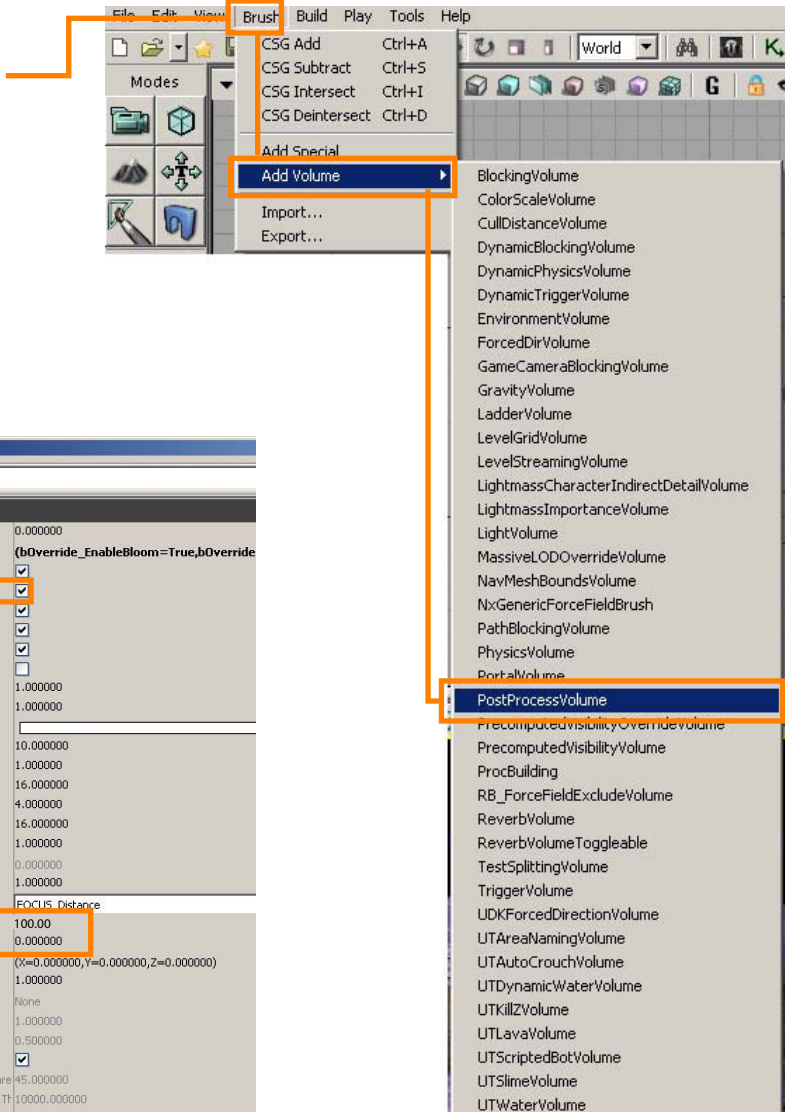 File Edit View Brush Build Play Tools Help
World
Modes
G
CSG Add Ctrl+A
CSG Subtract Ctrl+S
CSG Intersect Ctrl+I
CSG Deintersect Ctrl+D
Add Special
Add Volume
Import...
Export...
BlockingVolume
ColorScaleVolume
CullDistanceVolume
DynamicBlockingVolume
DynamicPhysicsVolume
DynamicTriggerVolume
EnvironmentVolume
ForcedDirVolume
GameCameraBlockingVolume
GravityVolume
LadderVolume
LevelGridVolume
LevelStreamingVolume
LightmassCharacterIndirectDetailVolume
LightmassImportanceVolume
LightVolume
MassiveLODOverrideVolume
NavMeshBoundsVolume
NxGenericForceFieldBrush
PathBlockingVolume
PhysicsVolume
PortalVolume
PostProcessVolume
PrecomputedVisibilityOverrideVolume
PrecomputedVisibilityVolume
ProcBuilding
RB_ForceFieldExcludeVolume
ReverbVolume
ReverbVolumeToggleable
TestSplittingVolume
TriggerVolume
UDKForcedDirectionVolume
UTAreaNamingVolume
UTAutoCrouchVolume
UTDynamicWaterVolume
UTKillZVolume
UTLavaVolume
UTScriptedBotVolume
UTSlimeVolume
UTWaterVolume
0.000000
(bOverride_EnableBloom=True,bOverride
1.000000
1.000000
10.000000
1.000000
16.000000
4.000000
16.000000
1.000000
0.000000
1.000000
FOCUS_Distance
100.00
0.000000
(X=0.000000,Y=0.000000,Z=0.000000)
1.000000
None
1.000000
0.500000
45.000000
10000.000000